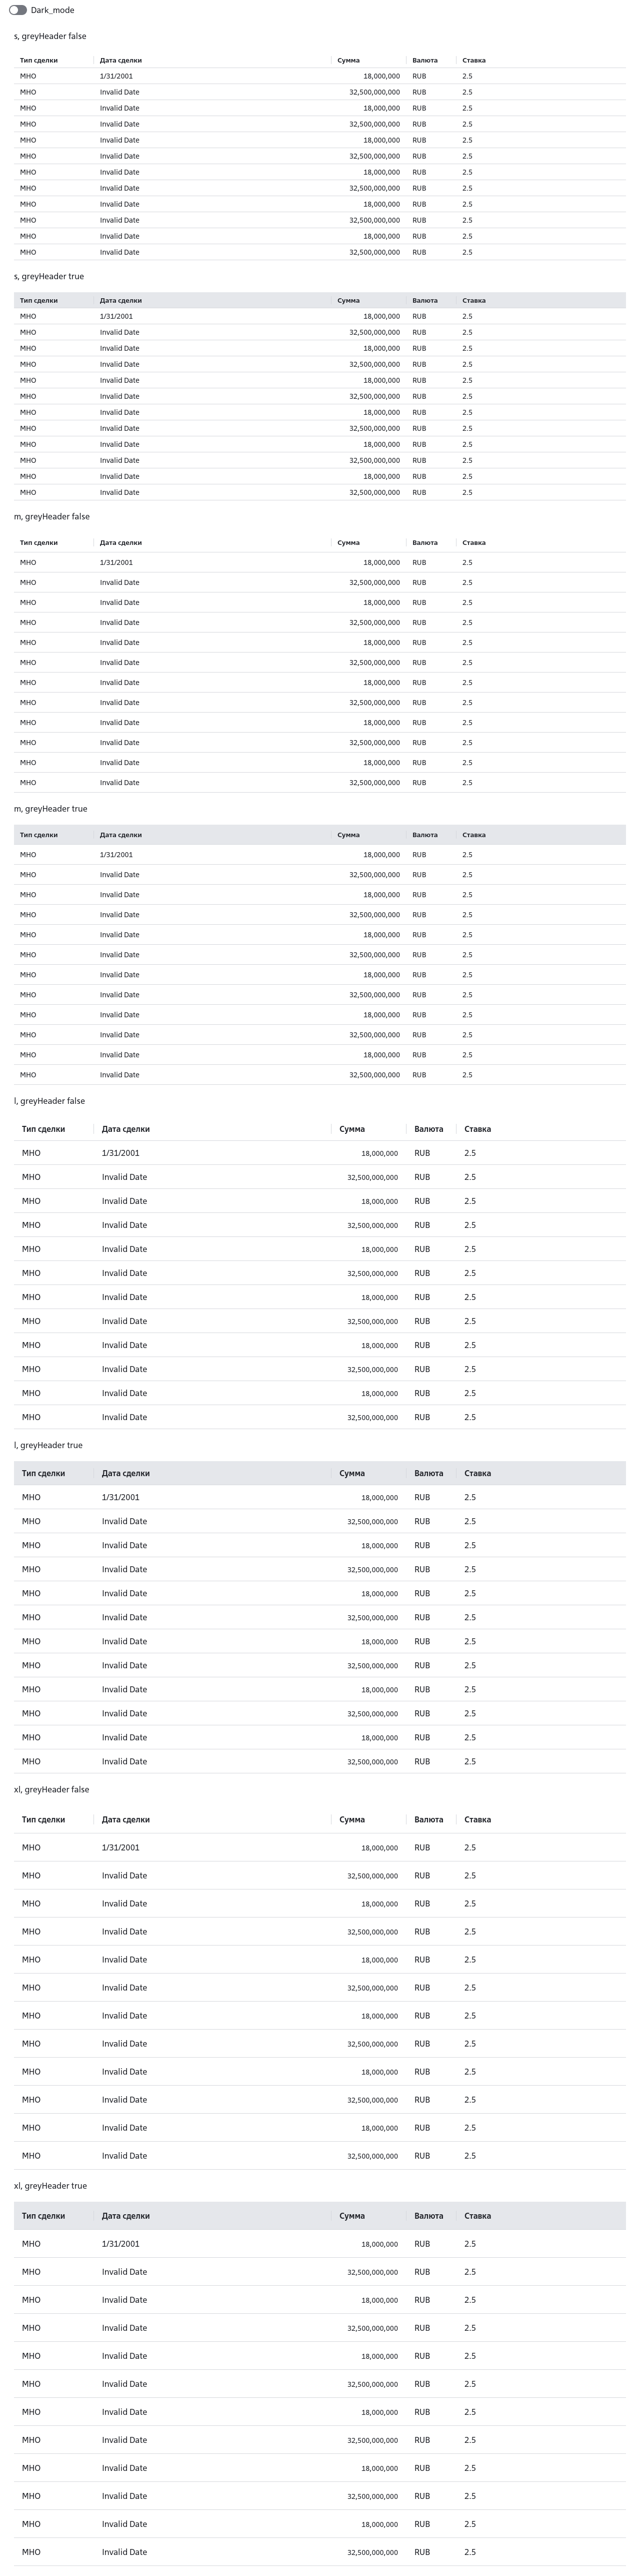 Dark_mode
s, greyHeader false
Тип сделки Дата сделки Сумма Валюта Ставка
МНО 1/31/2001 18,000,000 RUB 2.5
МНО Invalid Date 32,500,000,000 RUB 2.5
МНО Invalid Date 18,000,000 RUB 2.5
МНО Invalid Date 32,500,000,000 RUB 2.5
МНО Invalid Date 18,000,000 RUB 2.5
МНО Invalid Date 32,500,000,000 RUB 2.5
МНО Invalid Date 18,000,000 RUB 2.5
МНО Invalid Date 32,500,000,000 RUB 2.5
МНО Invalid Date 18,000,000 RUB 2.5
МНО Invalid Date 32,500,000,000 RUB 2.5
МНО Invalid Date 18,000,000 RUB 2.5
МНО Invalid Date 32,500,000,000 RUB 2.5
s, greyHeader true
Тип сделки Дата сделки Сумма Валюта Ставка
МНО 1/31/2001 18,000,000 RUB 2.5
МНО Invalid Date 32,500,000,000 RUB 2.5
МНО Invalid Date 18,000,000 RUB 2.5
МНО Invalid Date 32,500,000,000 RUB 2.5
МНО Invalid Date 18,000,000 RUB 2.5
МНО Invalid Date 32,500,000,000 RUB 2.5
МНО Invalid Date 18,000,000 RUB 2.5
МНО Invalid Date 32,500,000,000 RUB 2.5
МНО Invalid Date 18,000,000 RUB 2.5
МНО Invalid Date 32,500,000,000 RUB 2.5
МНО Invalid Date 18,000,000 RUB 2.5
МНО Invalid Date 32,500,000,000 RUB 2.5
m, greyHeader false
Тип сделки Дата сделки Сумма Валюта Ставка
МНО 1/31/2001 18,000,000 RUB 2.5
МНО Invalid Date 32,500,000,000 RUB 2.5
МНО Invalid Date 18,000,000 RUB 2.5
МНО Invalid Date 32,500,000,000 RUB 2.5
МНО Invalid Date 18,000,000 RUB 2.5
МНО Invalid Date 32,500,000,000 RUB 2.5
МНО Invalid Date 18,000,000 RUB 2.5
МНО Invalid Date 32,500,000,000 RUB 2.5
МНО Invalid Date 18,000,000 RUB 2.5
МНО Invalid Date 32,500,000,000 RUB 2.5
МНО Invalid Date 18,000,000 RUB 2.5
МНО Invalid Date 32,500,000,000 RUB 2.5
m, greyHeader true
Тип сделки Дата сделки Сумма Валюта Ставка
МНО 1/31/2001 18,000,000 RUB 2.5
МНО Invalid Date 32,500,000,000 RUB 2.5
МНО Invalid Date 18,000,000 RUB 2.5
МНО Invalid Date 32,500,000,000 RUB 2.5
МНО Invalid Date 18,000,000 RUB 2.5
МНО Invalid Date 32,500,000,000 RUB 2.5
МНО Invalid Date 18,000,000 RUB 2.5
МНО Invalid Date 32,500,000,000 RUB 2.5
МНО Invalid Date 18,000,000 RUB 2.5
МНО Invalid Date 32,500,000,000 RUB 2.5
МНО Invalid Date 18,000,000 RUB 2.5
МНО Invalid Date 32,500,000,000 RUB 2.5
l, greyHeader false
Тип сделки Дата сделки Сумма Валюта Ставка
МНО 1/31/2001 18,000,000 RUB 2.5
МНО Invalid Date 32,500,000,000 RUB 2.5
МНО Invalid Date 18,000,000 RUB 2.5
МНО Invalid Date 32,500,000,000 RUB 2.5
МНО Invalid Date 18,000,000 RUB 2.5
МНО Invalid Date 32,500,000,000 RUB 2.5
МНО Invalid Date 18,000,000 RUB 2.5
МНО Invalid Date 32,500,000,000 RUB 2.5
МНО Invalid Date 18,000,000 RUB 2.5
МНО Invalid Date 32,500,000,000 RUB 2.5
МНО Invalid Date 18,000,000 RUB 2.5
МНО Invalid Date 32,500,000,000 RUB 2.5
l, greyHeader true
Тип сделки Дата сделки Сумма Валюта Ставка
МНО 1/31/2001 18,000,000 RUB 2.5
МНО Invalid Date 32,500,000,000 RUB 2.5
МНО Invalid Date 18,000,000 RUB 2.5
МНО Invalid Date 32,500,000,000 RUB 2.5
МНО Invalid Date 18,000,000 RUB 2.5
МНО Invalid Date 32,500,000,000 RUB 2.5
МНО Invalid Date 18,000,000 RUB 2.5
МНО Invalid Date 32,500,000,000 RUB 2.5
МНО Invalid Date 18,000,000 RUB 2.5
МНО Invalid Date 32,500,000,000 RUB 2.5
МНО Invalid Date 18,000,000 RUB 2.5
МНО Invalid Date 32,500,000,000 RUB 2.5
xl, greyHeader false
Тип сделки Дата сделки Сумма Валюта Ставка
МНО 1/31/2001 18,000,000 RUB 2.5
МНО Invalid Date 32,500,000,000 RUB 2.5
МНО Invalid Date 18,000,000 RUB 2.5
МНО Invalid Date 32,500,000,000 RUB 2.5
МНО Invalid Date 18,000,000 RUB 2.5
МНО Invalid Date 32,500,000,000 RUB 2.5
МНО Invalid Date 18,000,000 RUB 2.5
МНО Invalid Date 32,500,000,000 RUB 2.5
МНО Invalid Date 18,000,000 RUB 2.5
МНО Invalid Date 32,500,000,000 RUB 2.5
МНО Invalid Date 18,000,000 RUB 2.5
МНО Invalid Date 32,500,000,000 RUB 2.5
xl, greyHeader true
Тип сделки Дата сделки Сумма Валюта Ставка
МНО 1/31/2001 18,000,000 RUB 2.5
МНО Invalid Date 32,500,000,000 RUB 2.5
МНО Invalid Date 18,000,000 RUB 2.5
МНО Invalid Date 32,500,000,000 RUB 2.5
МНО Invalid Date 18,000,000 RUB 2.5
МНО Invalid Date 32,500,000,000 RUB 2.5
МНО Invalid Date 18,000,000 RUB 2.5
МНО Invalid Date 32,500,000,000 RUB 2.5
МНО Invalid Date 18,000,000 RUB 2.5
МНО Invalid Date 32,500,000,000 RUB 2.5
МНО Invalid Date 18,000,000 RUB 2.5
МНО Invalid Date 32,500,000,000 RUB 2.5